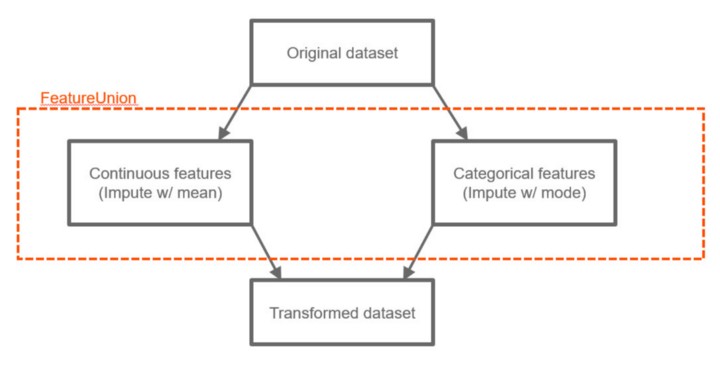 Original dataset
FeatureUnion
Continuous features
(Impute w/ mean)
Categorical features
(Impute w/ mode)
Transformed dataset